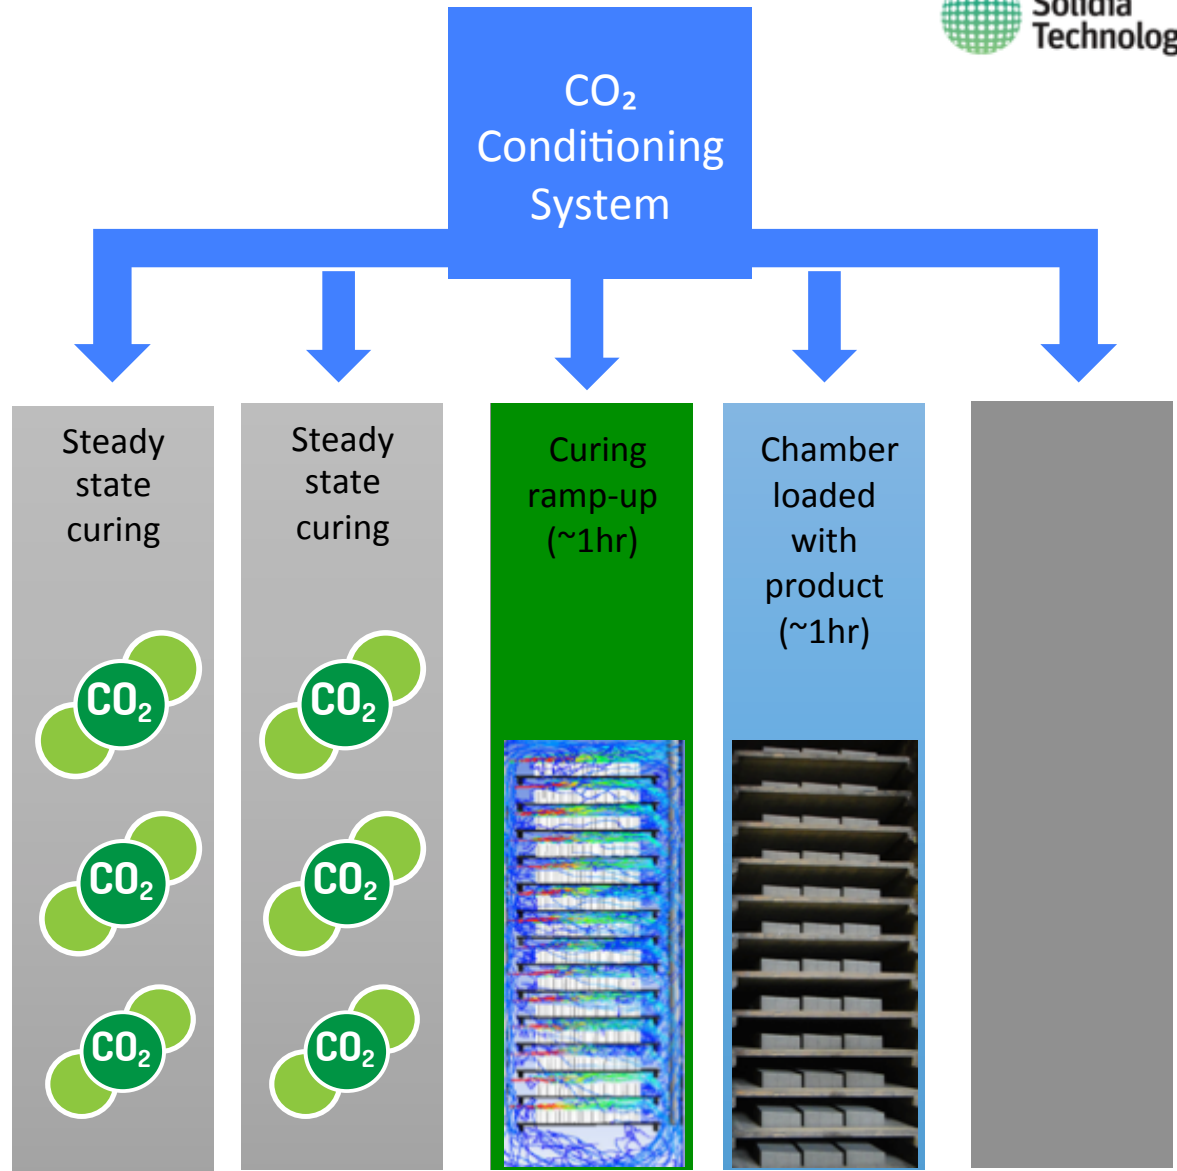 Solidia
Technolog
CO₂
Conditioning
System
Steady
state
curing
Steady
state
curing
Curing
ramp-up
(~1hr)
Chamber
loaded
with
product
(~1hr)
CO₂
CO₂
CO₂
CO₂
CO₂
CO₂